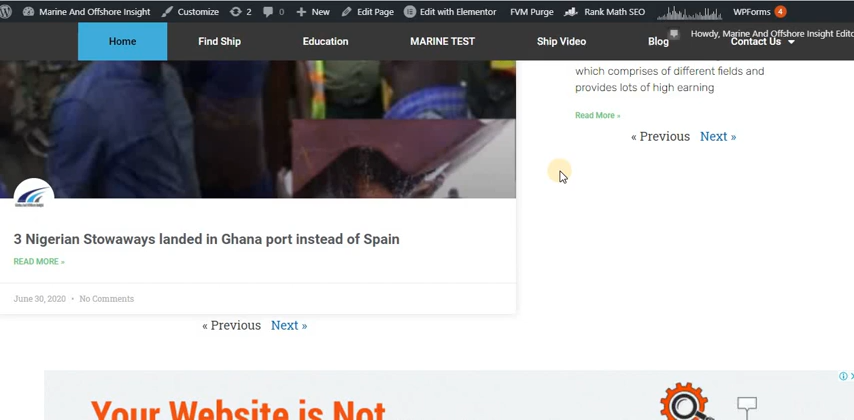 Marine And Offshore Insight Customize 2 0 New Edit Page Edit with Elementor FVM Purge Rank Math SEO WPForms 4
Howdy, Marine And Offshore Insight Edito
Home Find Ship Education MARINE TEST Ship Video Blog Contact Us
which comprises of different fields and
provides lots of high earning
Read More »
« Previous Next »
3 Nigerian Stowaways landed in Ghana port instead of Spain
READ MORE »
June 30, 2020 • No Comments
« Previous Next »
Your Website is Not